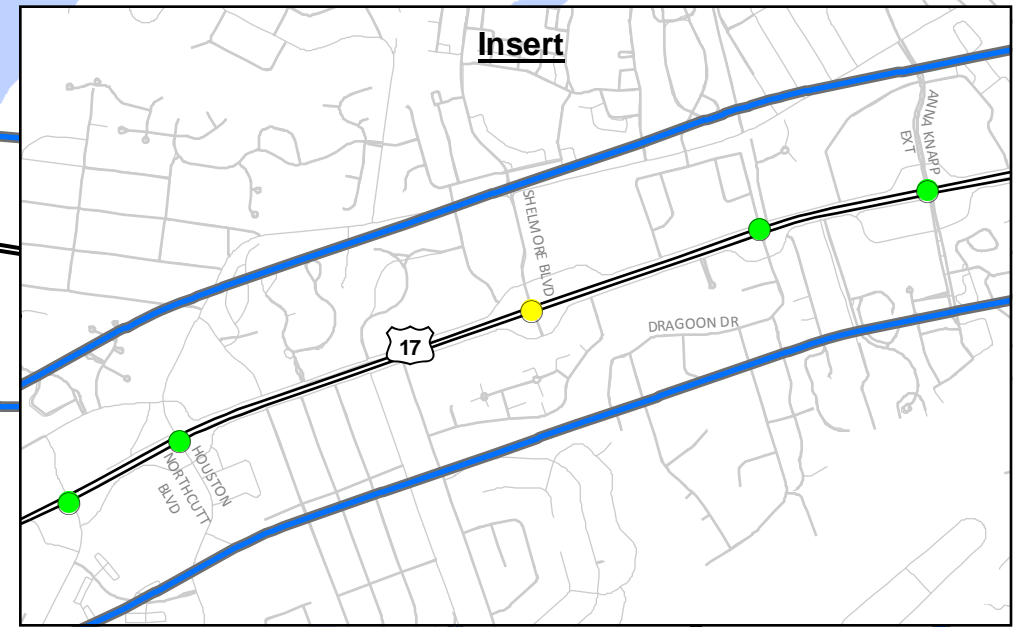 Insert
ANNA KNAPP
EXT
SHELMORE BLVD
17
DRAGOON DR
HOUSTON
NORTHCUTT
BLVD